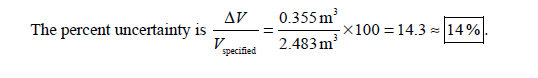 The percent uncertainty is ΔV / V_specified = 0.355 m³ / 2.483 m³ × 100 = 14.3 ≈ 14%.